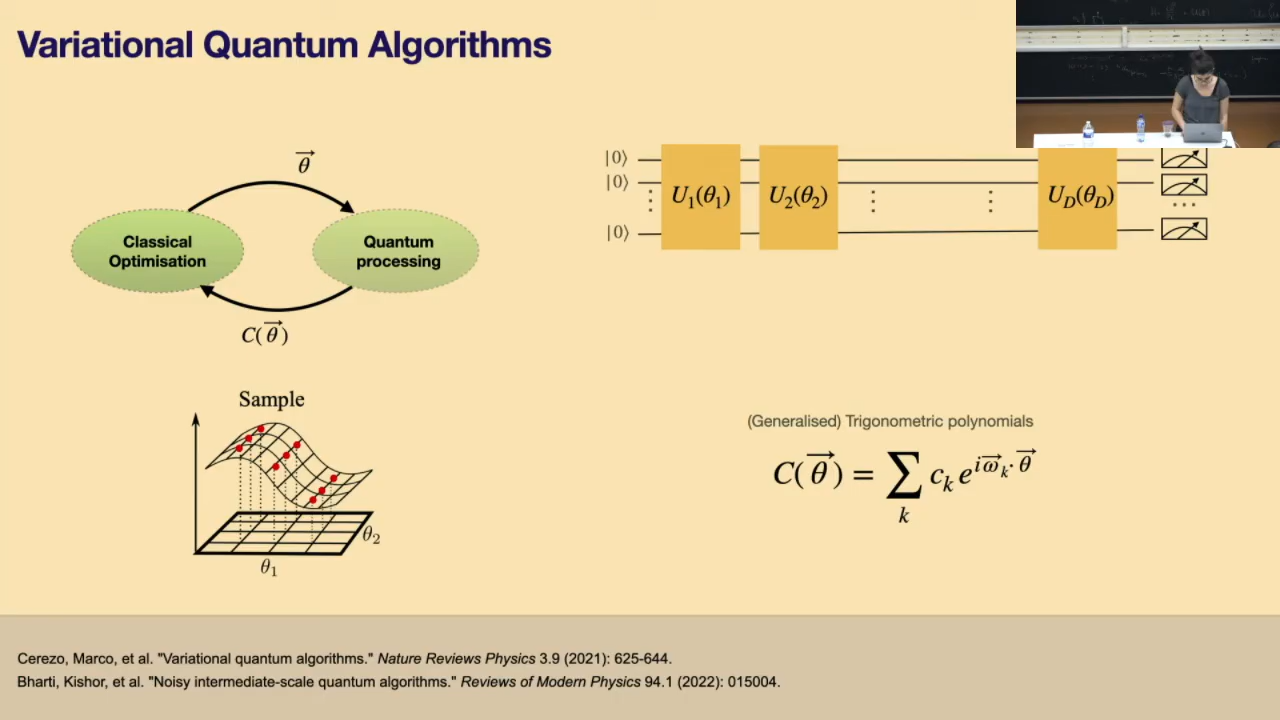 Variational Quantum Algorithms
θ⃗
Classical
Optimisation
Quantum
processing
C(θ⃗)
|0⟩
|0⟩
|0⟩
U₁(θ₁)
U₂(θ₂)
U_D(θ_D)
Sample
θ₂
θ₁
(Generalised) Trigonometric polynomials
C(θ⃗) = ∑ₖ cₖ e^{iω⃗ₖ·θ⃗}
Cerezo, Marco, et al. "Variational quantum algorithms." Nature Reviews Physics 3.9 (2021): 625-644.
Bharti, Kishor, et al. "Noisy intermediate-scale quantum algorithms." Reviews of Modern Physics 94.1 (2022): 015004.